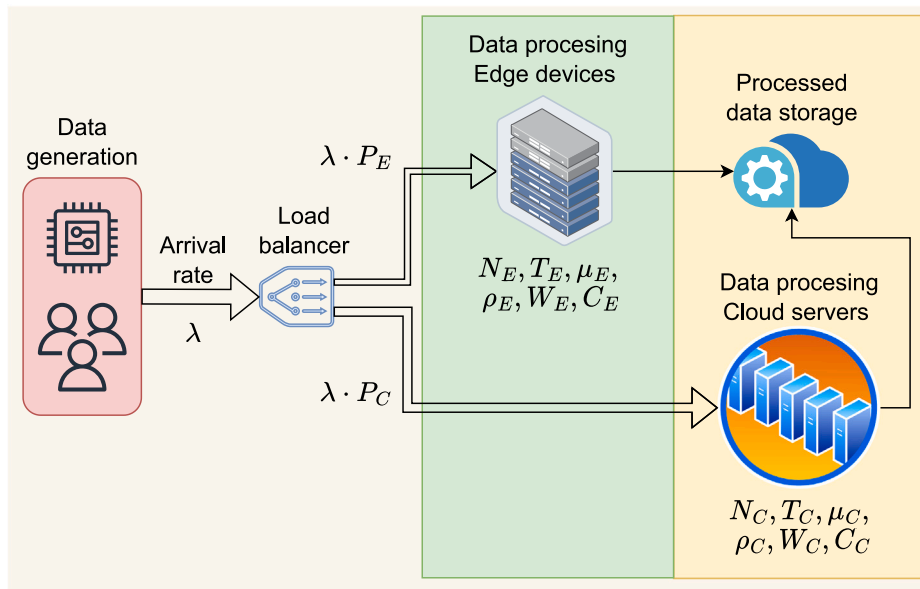 Data
generation
Arrival
rate
λ
Load
balancer
λ · P_E
λ · P_C
Data procesing
Edge devices
N_E, T_E, μ_E,
ρ_E, W_E, C_E
Processed
data storage
Data procesing
Cloud servers
N_C, T_C, μ_C,
ρ_C, W_C, C_C